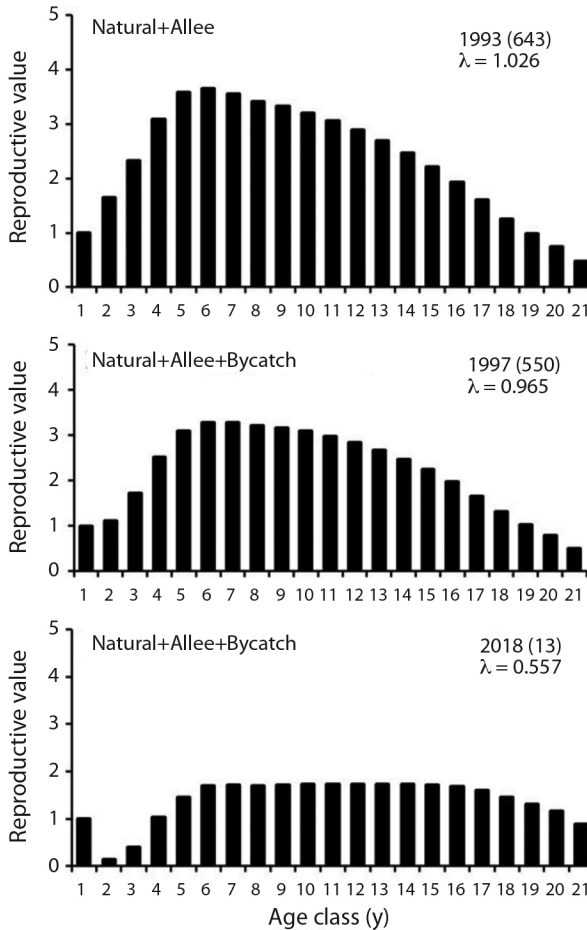 Natural+Allee
1993 (643)
λ = 1.026
Reproductive value
5
4
3
2
1
0
1 2 3 4 5 6 7 8 9 10 11 12 13 14 15 16 17 18 19 20 21
Natural+Allee+Bycatch
1997 (550)
λ = 0.965
Reproductive value
5
4
3
2
1
0
1 2 3 4 5 6 7 8 9 10 11 12 13 14 15 16 17 18 19 20 21
Natural+Allee+Bycatch
2018 (13)
λ = 0.557
Reproductive value
5
4
3
2
1
0
1 2 3 4 5 6 7 8 9 10 11 12 13 14 15 16 17 18 19 20 21
Age class (y)